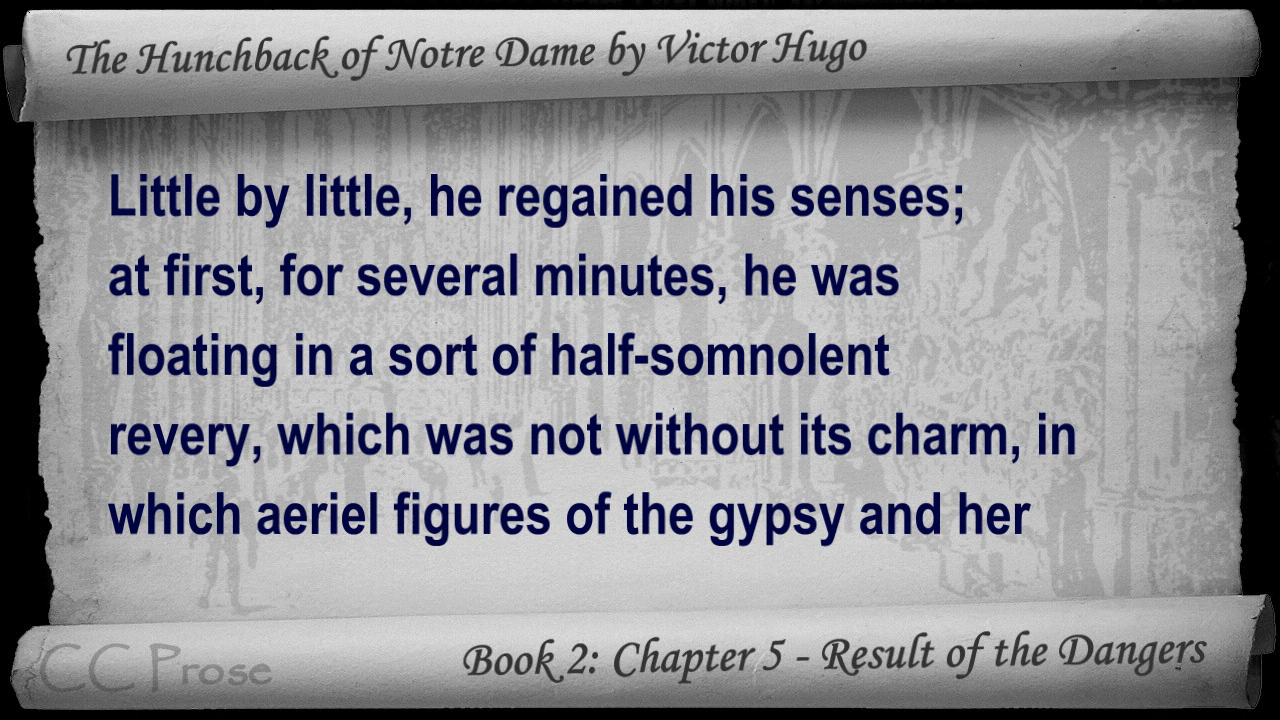 The Hunchback of Notre Dame by Victor Hugo
Little by little, he regained his senses;
at first, for several minutes, he was
floating in a sort of half-somnolent
revery, which was not without its charm, in
which aeriel figures of the gypsy and her
CC Prose
Book 2: Chapter 5 - Result of the Dangers